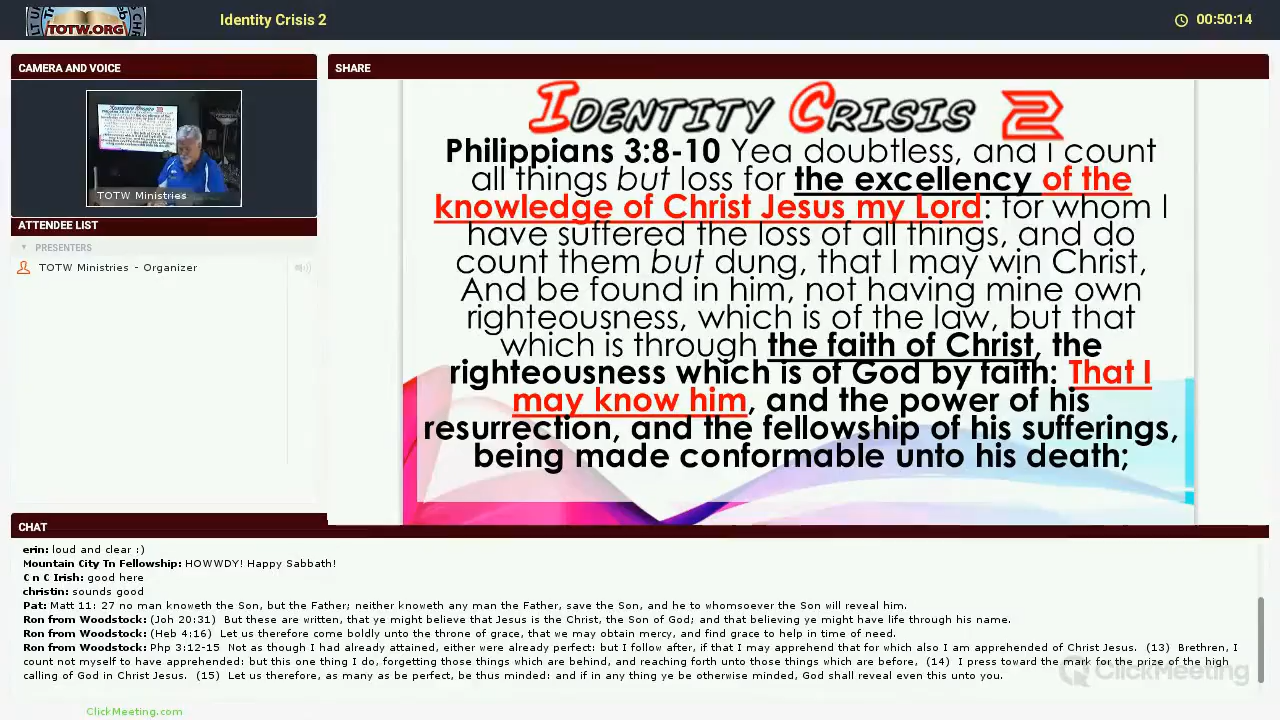 TOTW.ORG
Identity Crisis 2
00:50:14
CAMERA AND VOICE
TOTW Ministries
ATTENDEE LIST
PRESENTERS
TOTW Ministries - Organizer
SHARE
IDENTITY CRISIS 2
Philippians 3:8-10 Yea doubtless, and I count
all things but loss for the excellency of the
knowledge of Christ Jesus my Lord: for whom I
have suffered the loss of all things, and do
count them but dung, that I may win Christ,
And be found in him, not having mine own
righteousness, which is of the law, but that
which is through the faith of Christ, the
righteousness which is of God by faith: That I
may know him, and the power of his
resurrection, and the fellowship of his sufferings,
being made conformable unto his death;
CHAT
erin: loud and clear :)
Mountain City Tn Fellowship: HOWWDY! Happy Sabbath!
C n C Irish: good here
christin: sounds good
Pat: Matt 11: 27 no man knoweth the Son, but the Father; neither knoweth any man the Father, save the Son, and he to whomsoever the Son will reveal him.
Ron from Woodstock: (Joh 20:31) But these are written, that ye might believe that Jesus is the Christ, the Son of God; and that believing ye might have life through his name.
Ron from Woodstock: (Heb 4:16) Let us therefore come boldly unto the throne of grace, that we may obtain mercy, and find grace to help in time of need.
Ron from Woodstock: Php 3:12-15 Not as though I had already attained, either were already perfect: but I follow after, if that I may apprehend that for which also I am apprehended of Christ Jesus. (13) Brethren, I
count not myself to have apprehended: but this one thing I do, forgetting those things which are behind, and reaching forth unto those things which are before, (14) I press toward the mark for the prize of the high
calling of God in Christ Jesus. (15) Let us therefore, as many as be perfect, be thus minded: and if in any thing ye be otherwise minded, God shall reveal even this unto you.
ClickMeeting
ClickMeeting.com